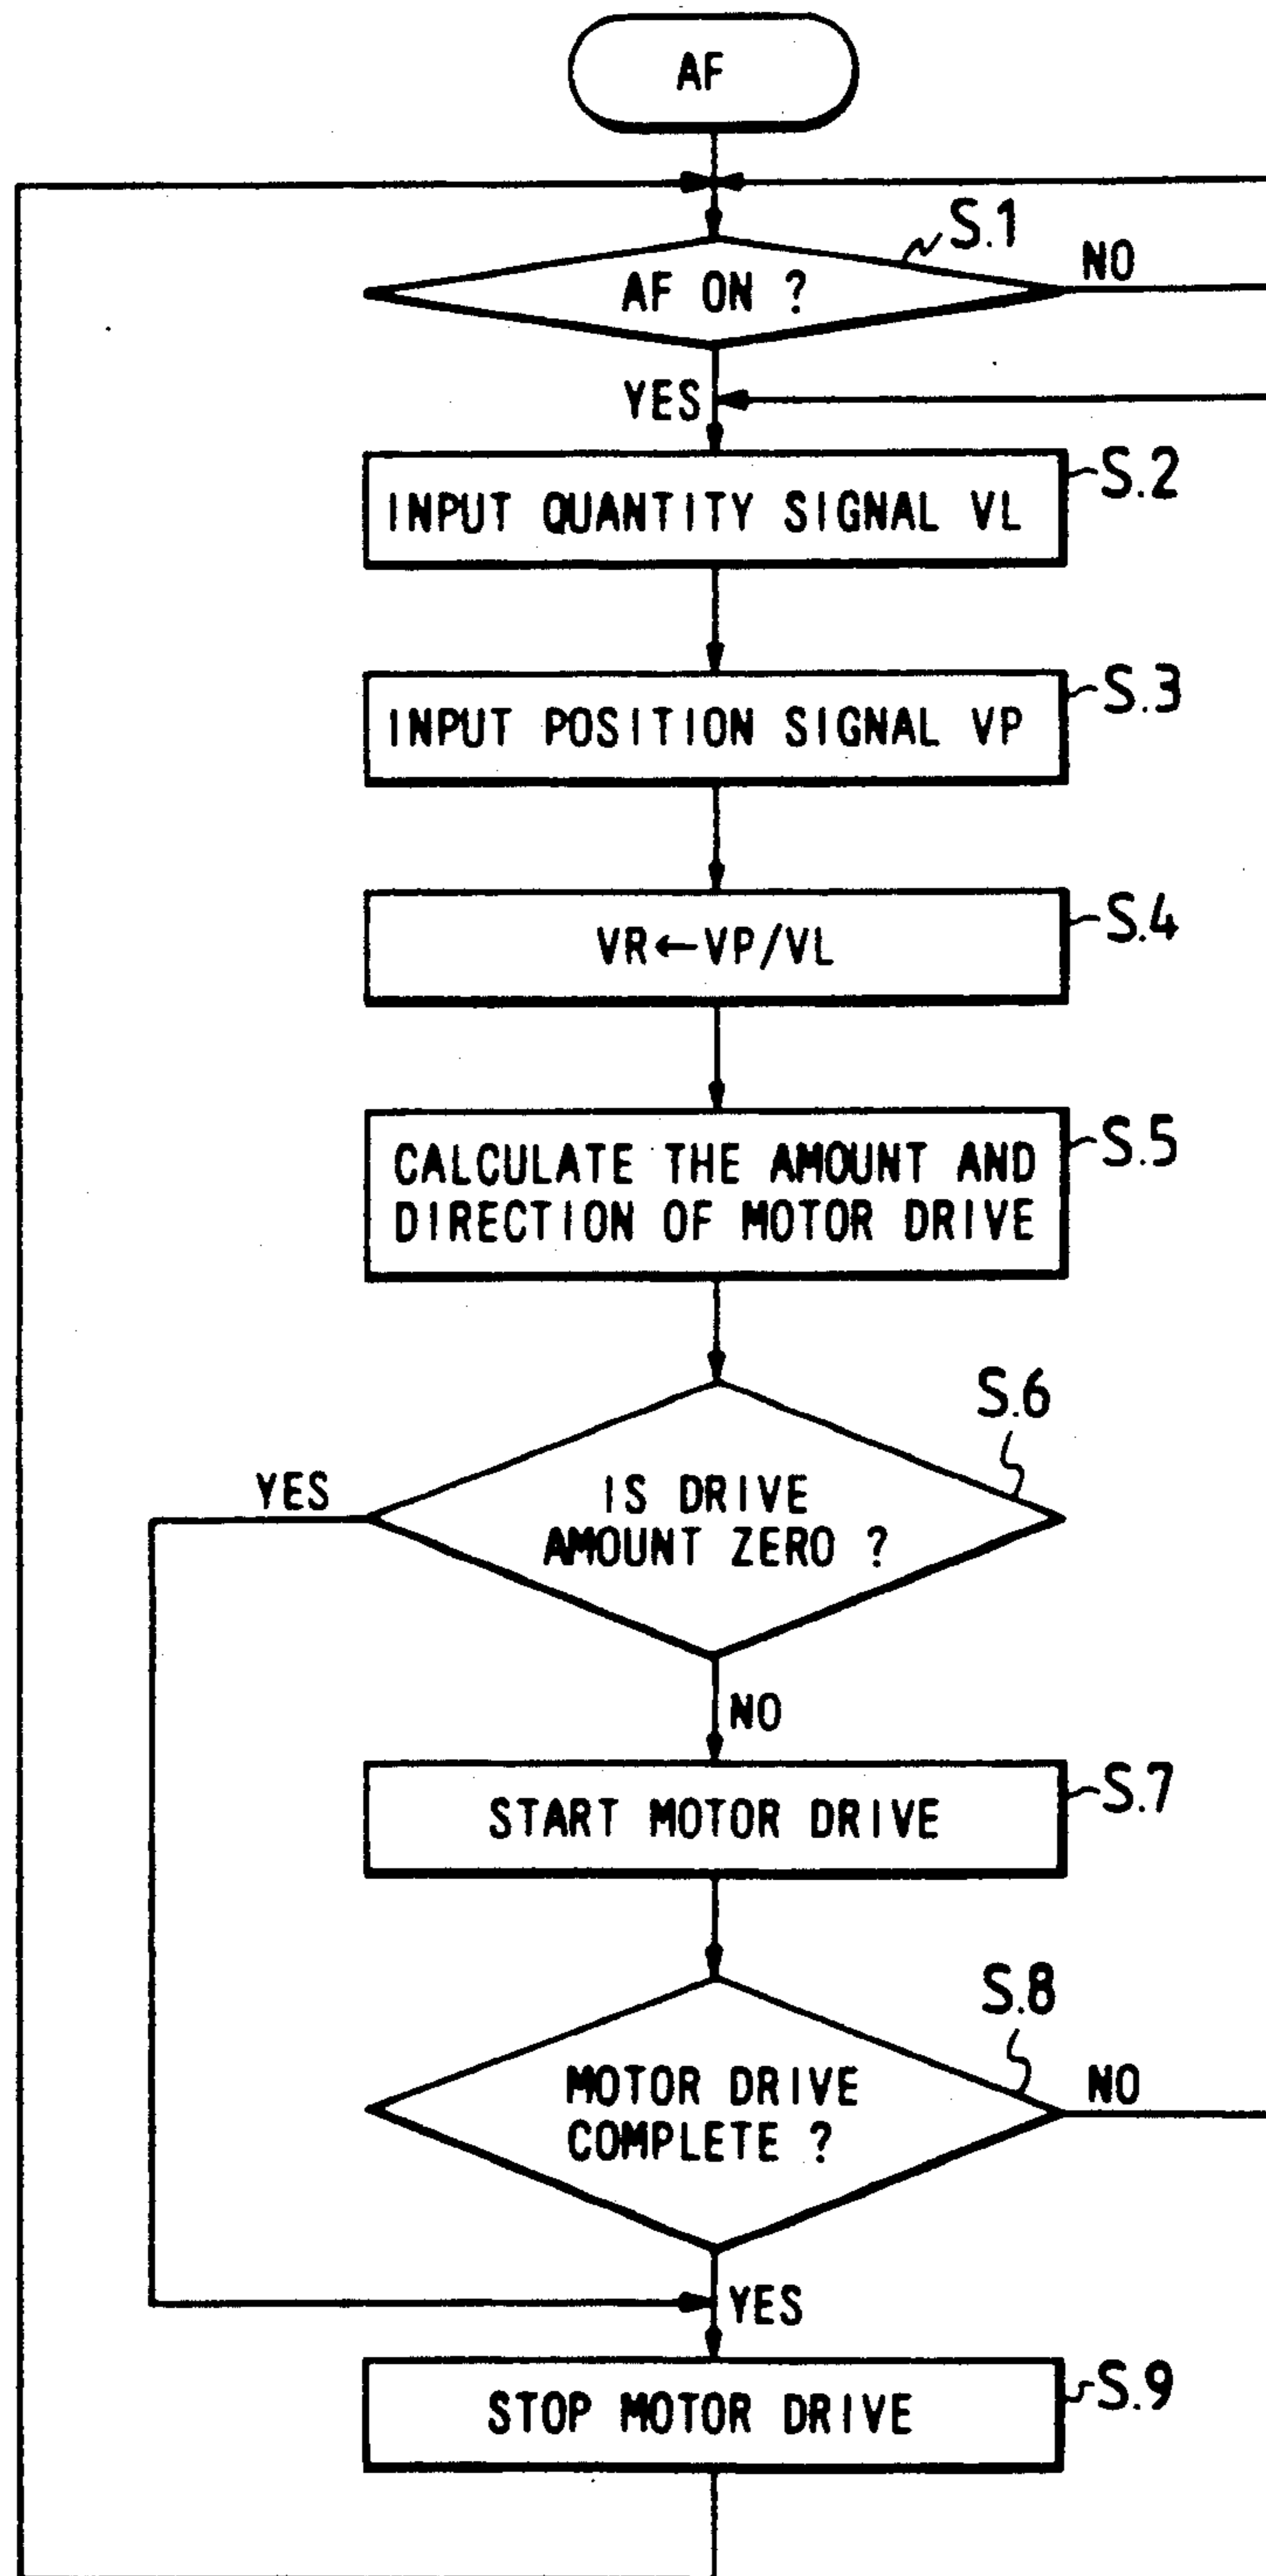 AF
S.1
AF ON ?
NO
YES
S.2
INPUT QUANTITY SIGNAL VL
S.3
INPUT POSITION SIGNAL VP
S.4
VR←VP/VL
S.5
CALCULATE THE AMOUNT AND
DIRECTION OF MOTOR DRIVE
S.6
YES
IS DRIVE
AMOUNT ZERO ?
NO
S.7
START MOTOR DRIVE
S.8
MOTOR DRIVE
COMPLETE ?
NO
YES
S.9
STOP MOTOR DRIVE